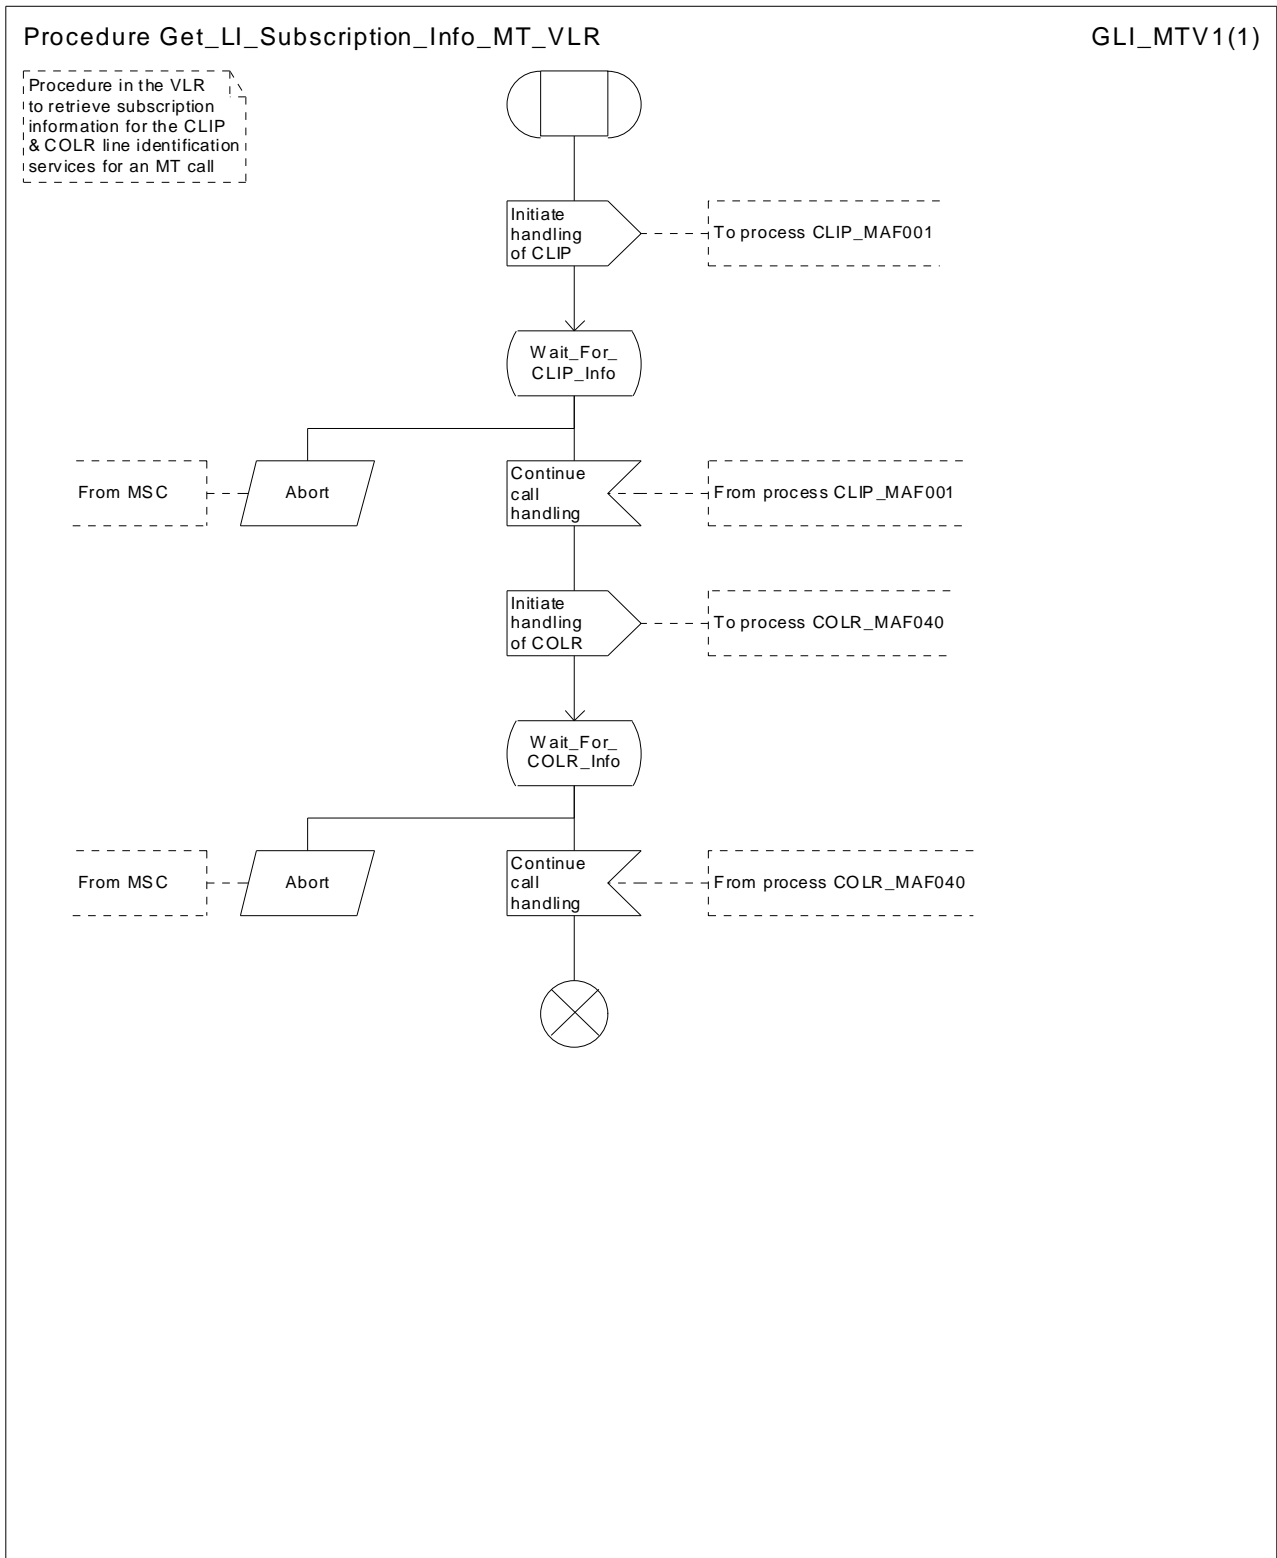 Procedure Get_LI_Subscription_Info_MT_VLR
GLI_MTV1(1)
Procedure in the VLR
to retrieve subscription
information for the CLIP
& COLR line identification
services for an MT call
Initiate
handling
of CLIP
To process CLIP_MAF001
Wait_For_
CLIP_Info
From MSC
Abort
Continue
call
handling
From process CLIP_MAF001
Initiate
handling
of COLR
To process COLR_MAF040
Wait_For_
COLR_Info
From MSC
Abort
Continue
call
handling
From process COLR_MAF040